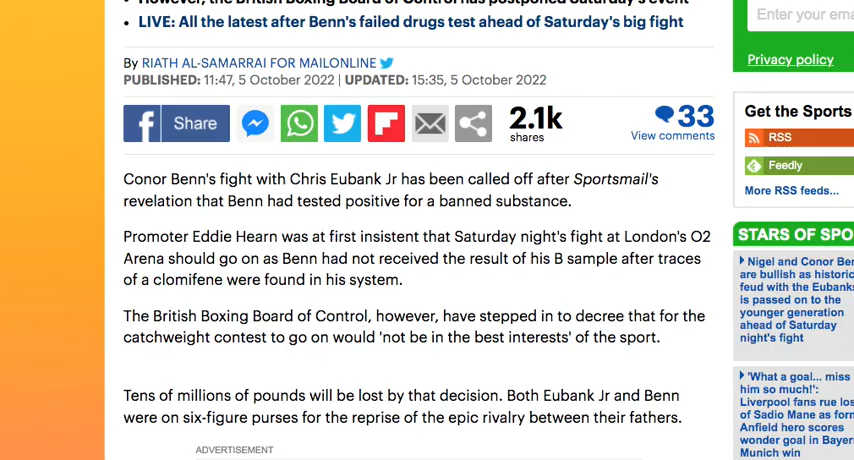 However, the British Boxing Board of Control has postponed Saturday's event
• LIVE: All the latest after Benn's failed drugs test ahead of Saturday's big fight
By RIATH AL-SAMARRAI FOR MAILONLINE
PUBLISHED: 11:47, 5 October 2022 | UPDATED: 15:35, 5 October 2022
f Share
2.1k
shares
33
View comments
Conor Benn's fight with Chris Eubank Jr has been called off after Sportsmail's
revelation that Benn had tested positive for a banned substance.
Promoter Eddie Hearn was at first insistent that Saturday night's fight at London's O2
Arena should go on as Benn had not received the result of his B sample after traces
of a clomifene were found in his system.
The British Boxing Board of Control, however, have stepped in to decree that for the
catchweight contest to go on would 'not be in the best interests' of the sport.
Tens of millions of pounds will be lost by that decision. Both Eubank Jr and Benn
were on six-figure purses for the reprise of the epic rivalry between their fathers.
ADVERTISEMENT
Enter your ema
Privacy policy
Get the Sports
RSS
Feedly
More RSS feeds...
STARS OF SPO
Nigel and Conor Ben
are bullish as historic
feud with the Eubanks
is passed on to the
younger generation
ahead of Saturday
night's fight
'What a goal... miss
him so much!':
Liverpool fans rue los
of Sadio Mane as form
Anfield hero scores
wonder goal in Bayer
Munich win